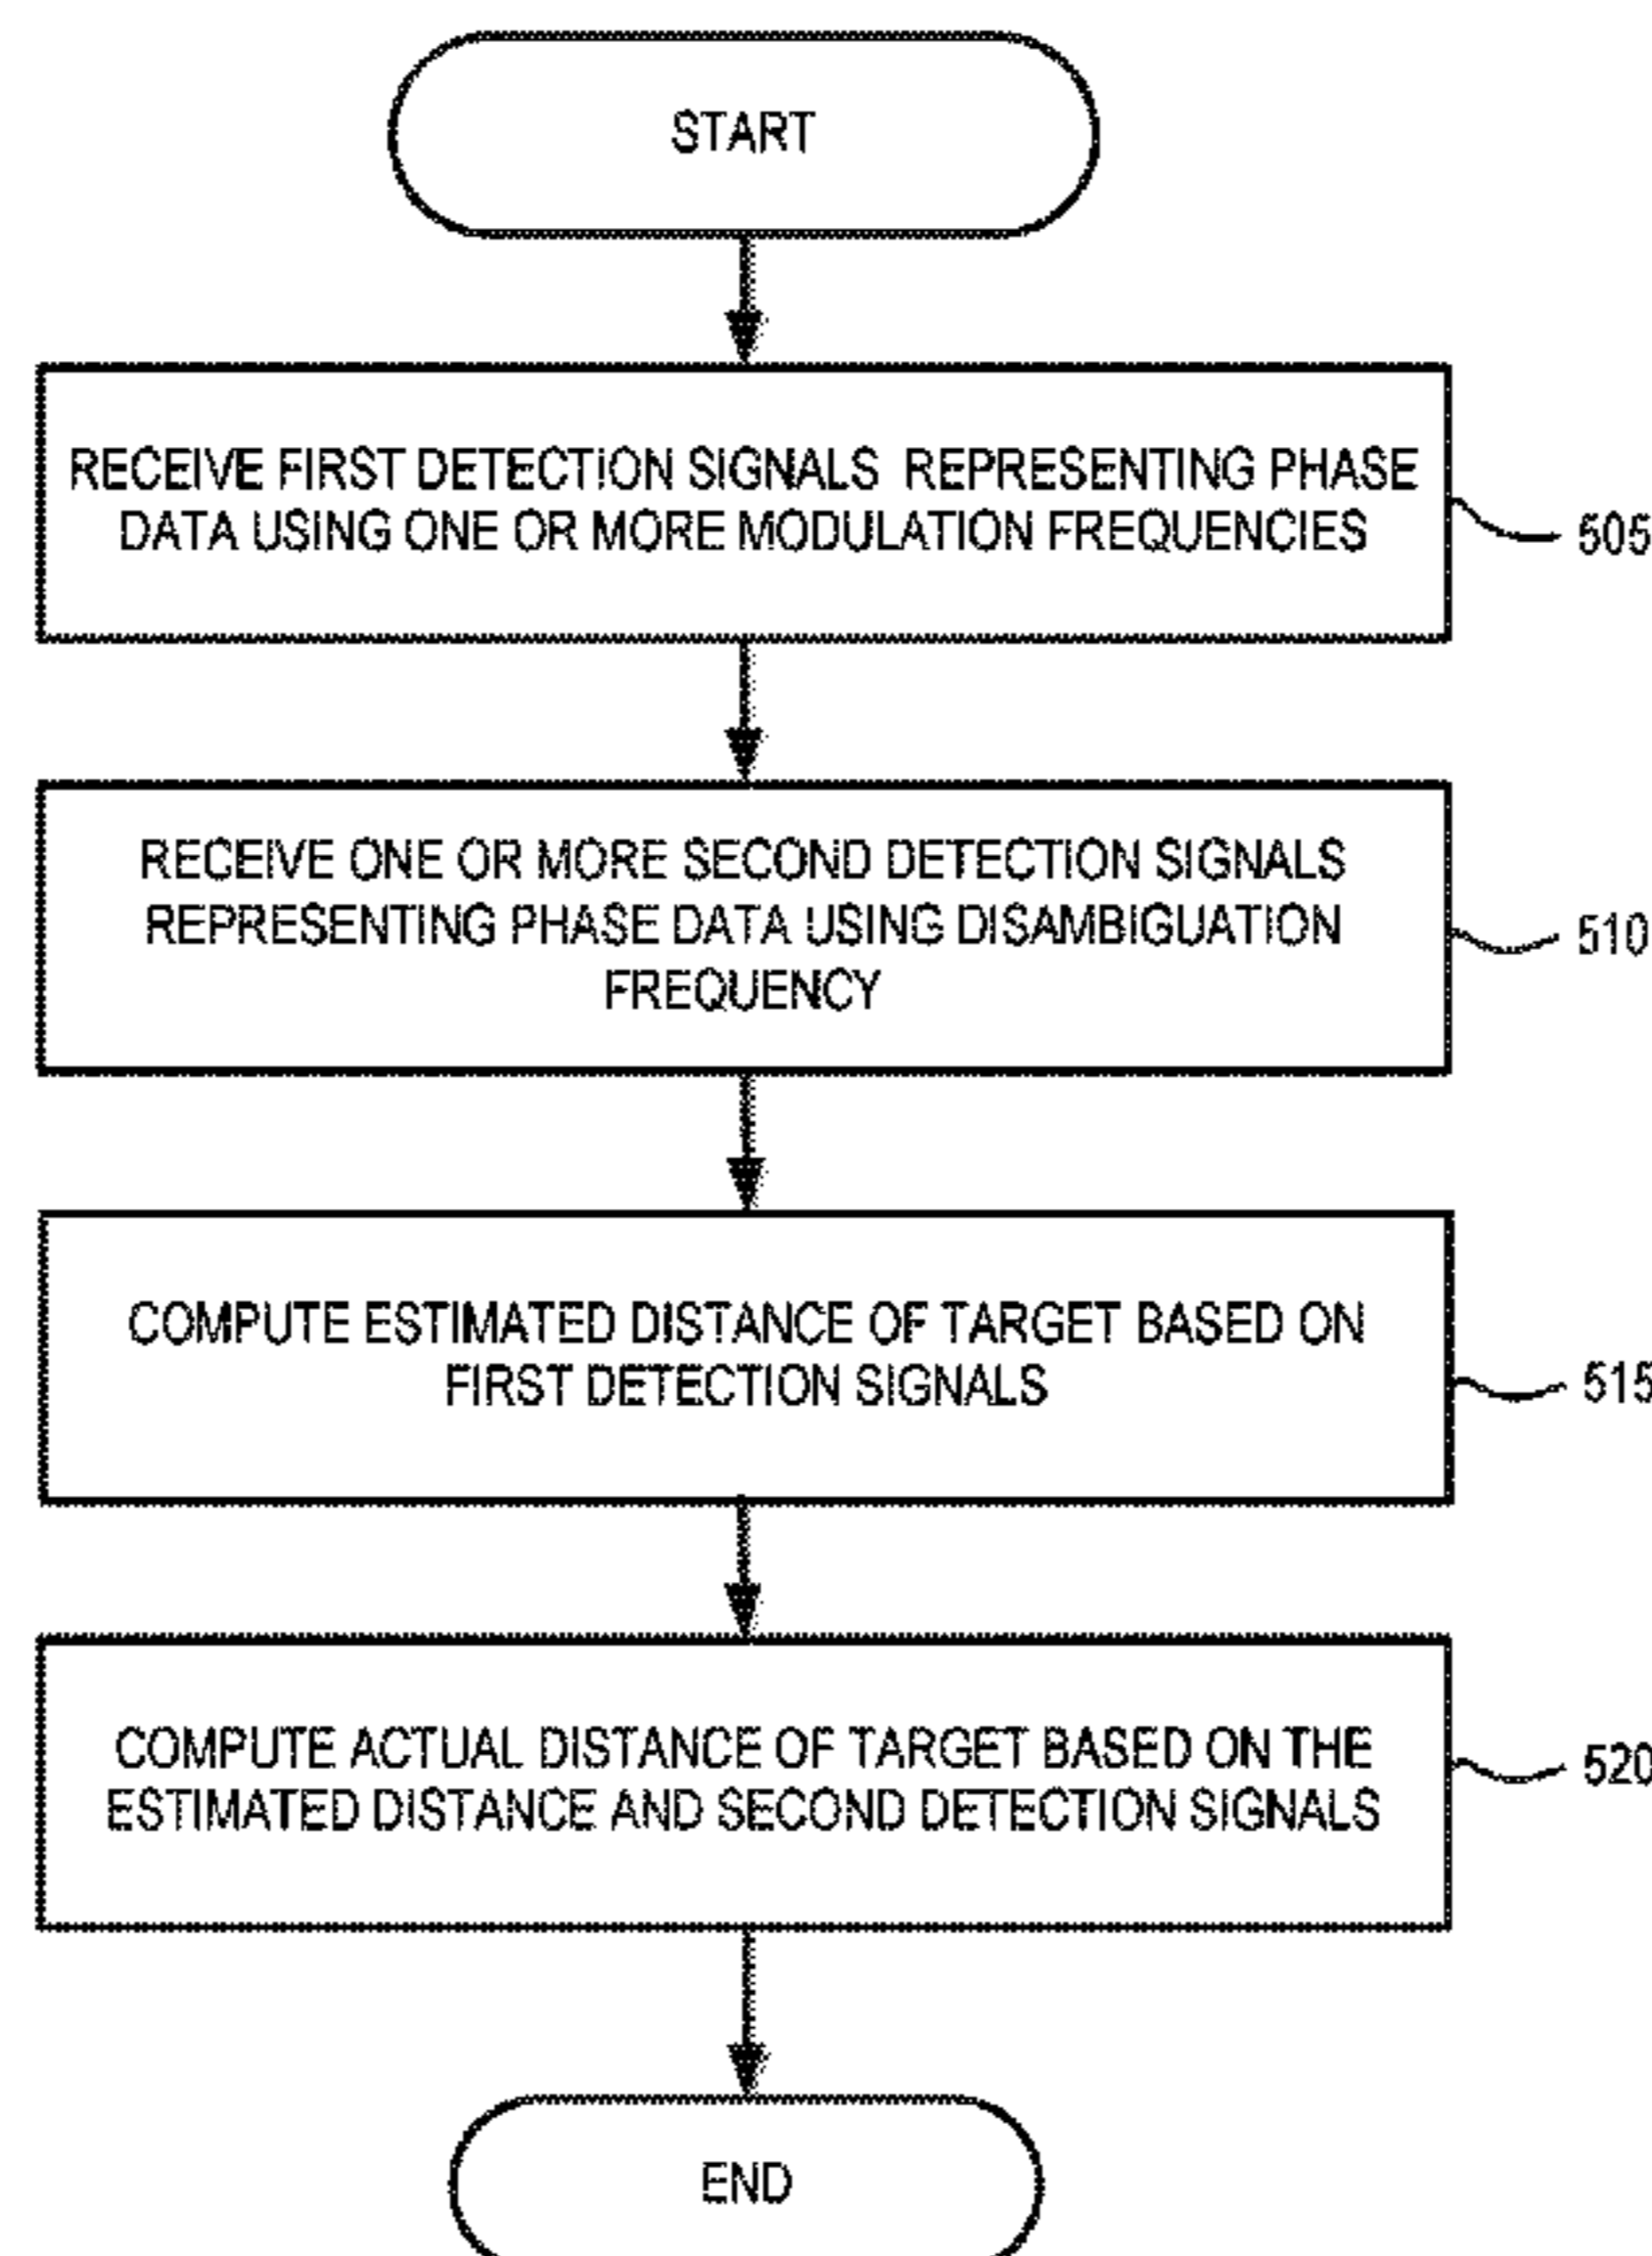 START
RECEIVE FIRST DETECTION SIGNALS REPRESENTING PHASE
DATA USING ONE OR MORE MODULATION FREQUENCIES
505
RECEIVE ONE OR MORE SECOND DETECTION SIGNALS
REPRESENTING PHASE DATA USING DISAMBIGUATION
FREQUENCY
510
COMPUTE ESTIMATED DISTANCE OF TARGET BASED ON
FIRST DETECTION SIGNALS
515
COMPUTE ACTUAL DISTANCE OF TARGET BASED ON THE
ESTIMATED DISTANCE AND SECOND DETECTION SIGNALS
520
END